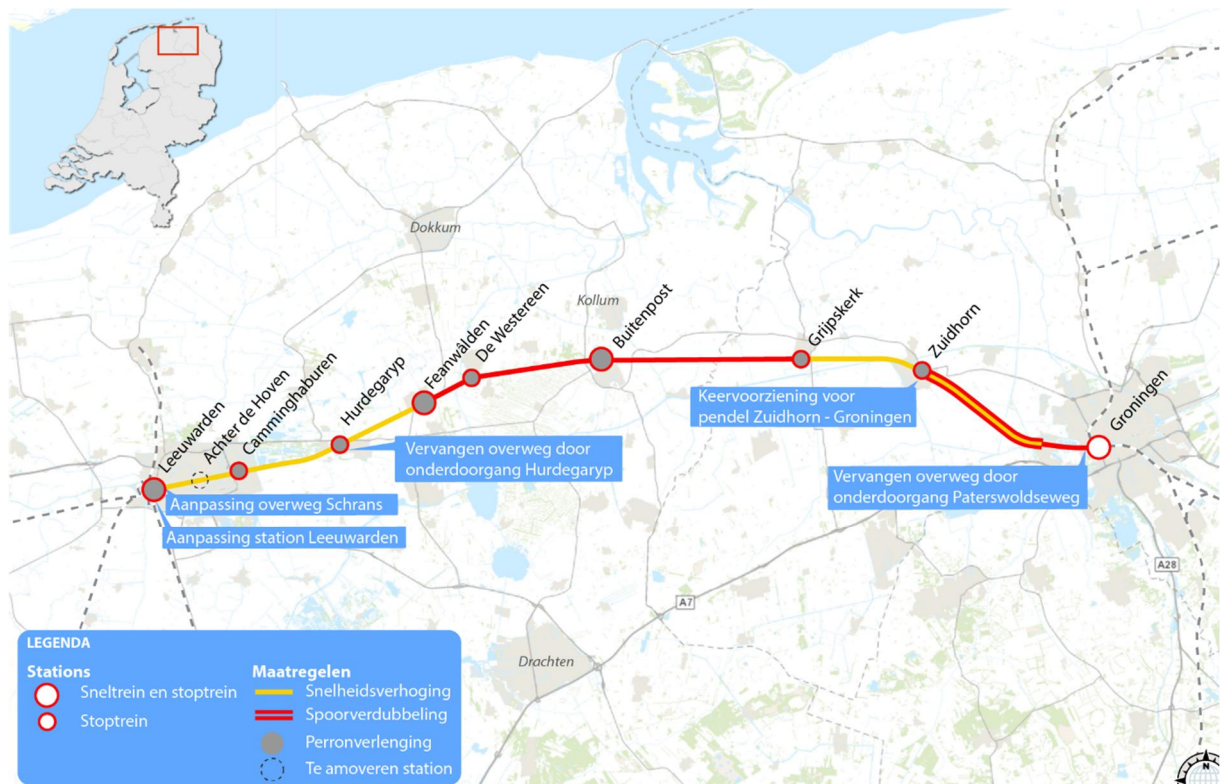 Dokkum
Kollum
Leeuwarden
Achter de Hoven
Camminghaburen
Hurdegaryp
Feanwâlden
De Westereen
Buitenpost
Grijpskerk
Zuidhorn
Groningen
Keervoorziening voor
pendel Zuidhorn - Groningen
Vervangen overweg door
onderdoorgang Hurdegaryp
Vervangen overweg door
onderdoorgang Paterswoldseweg
Aanpassing overweg Schrans
Aanpassing station Leeuwarden
A28
A7
Drachten
LEGENDA
Stations
Sneltrein en stoptrein
Stoptrein
Maatregelen
Snelheidsverhoging
Spoorverdubbeling
Perronverlenging
Te amoveren station
N